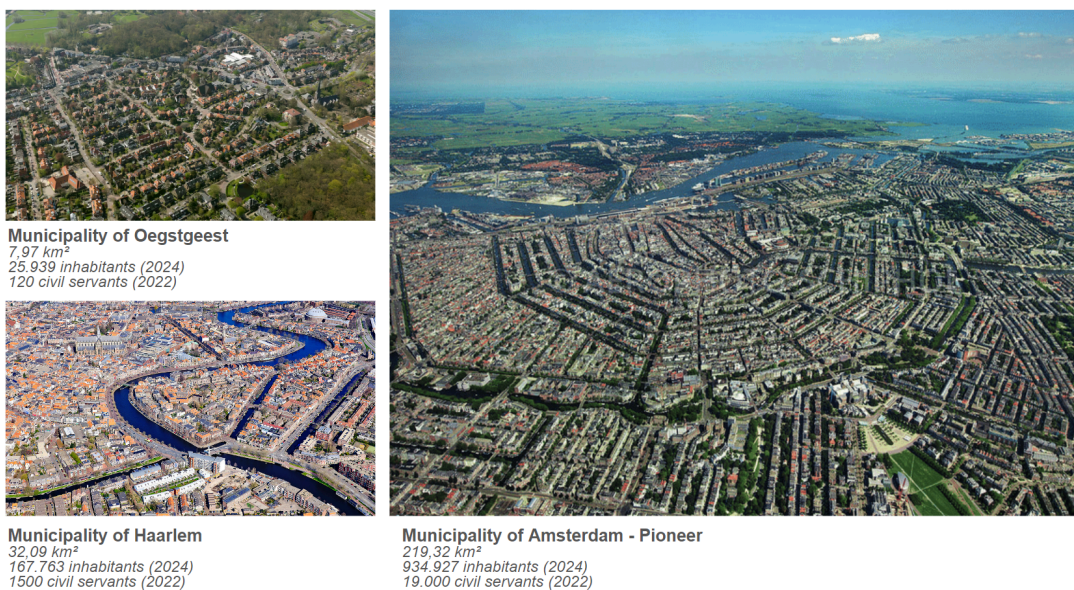 Municipality of Oegstgeest
7,97 km²
25.939 inhabitants (2024)
120 civil servants (2022)
Municipality of Haarlem
32,09 km²
167.763 inhabitants (2024)
1500 civil servants (2022)
Municipality of Amsterdam - Pioneer
219,32 km²
934.927 inhabitants (2024)
19.000 civil servants (2022)